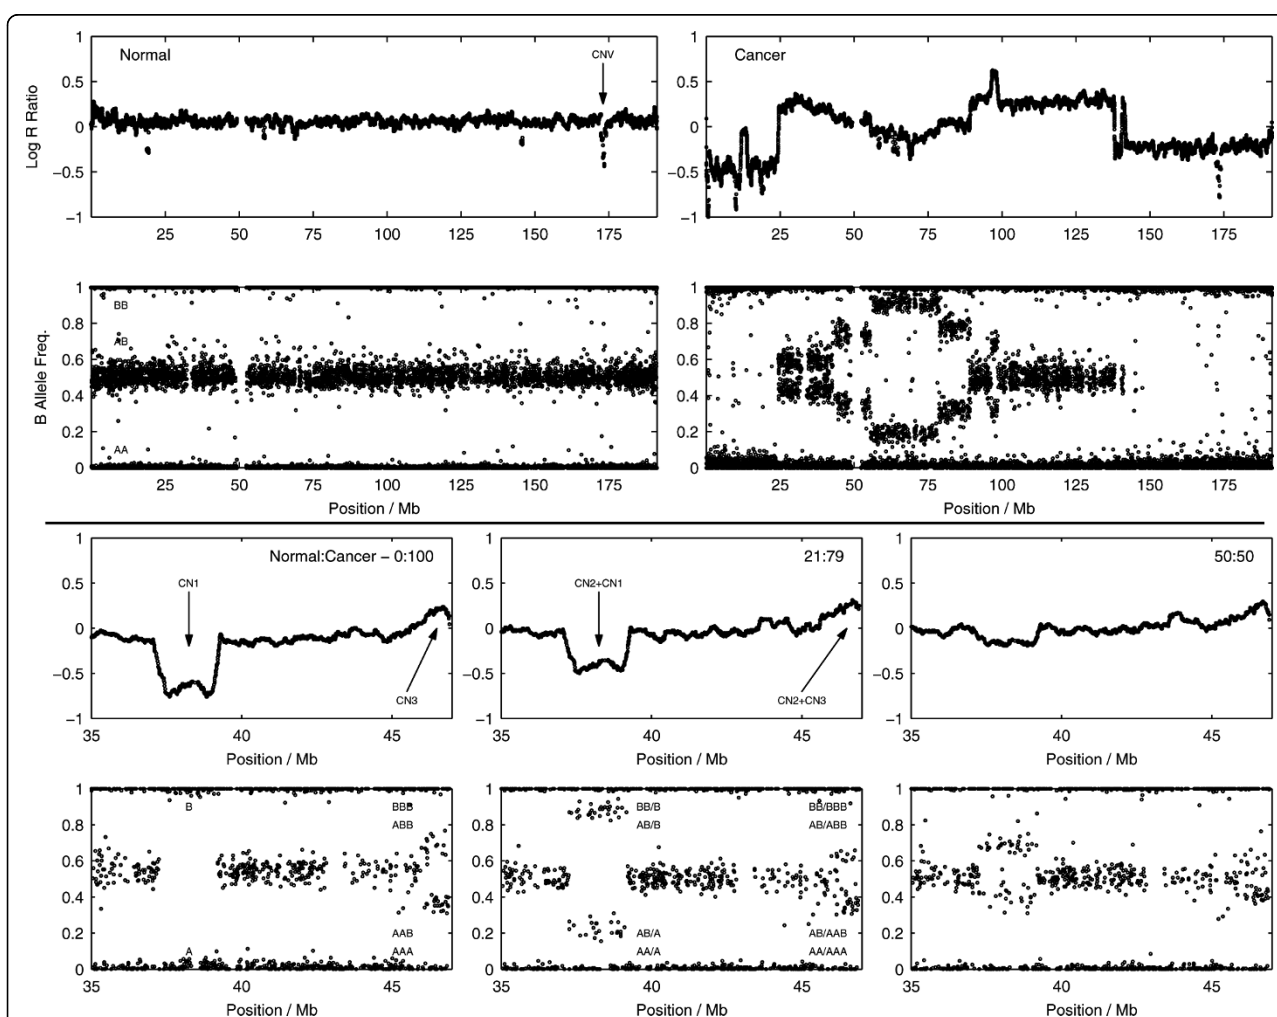 Normal
CNV
Log R Ratio
1
0.5
0
−0.5
−1
25 50 75 100 125 150 175
Cancer
1
0.5
0
−0.5
−1
25 50 75 100 125 150 175
B Allele Freq.
1
0.8
0.6
0.4
0.2
0
BB
AB
AA
25 50 75 100 125 150 175
Position / Mb
1
0.8
0.6
0.4
0.2
0
25 50 75 100 125 150 175
Position / Mb
Normal:Cancer − 0:100
1
0.5
0
−0.5
−1
CN1
CN3
35 40 45
Position / Mb
21:79
1
0.5
0
−0.5
−1
CN2+CN1
CN2+CN3
35 40 45
Position / Mb
50:50
1
0.5
0
−0.5
−1
35 40 45
Position / Mb
1
0.8
0.6
0.4
0.2
0
B
BBB
ABB
AAB
A
AAA
35 40 45
Position / Mb
1
0.8
0.6
0.4
0.2
0
BB/B
BB/BBB
AB/B
AB/ABB
AB/A
AB/AAB
AA/A
AA/AAA
35 40 45
Position / Mb
1
0.8
0.6
0.4
0.2
0
35 40 45
Position / Mb